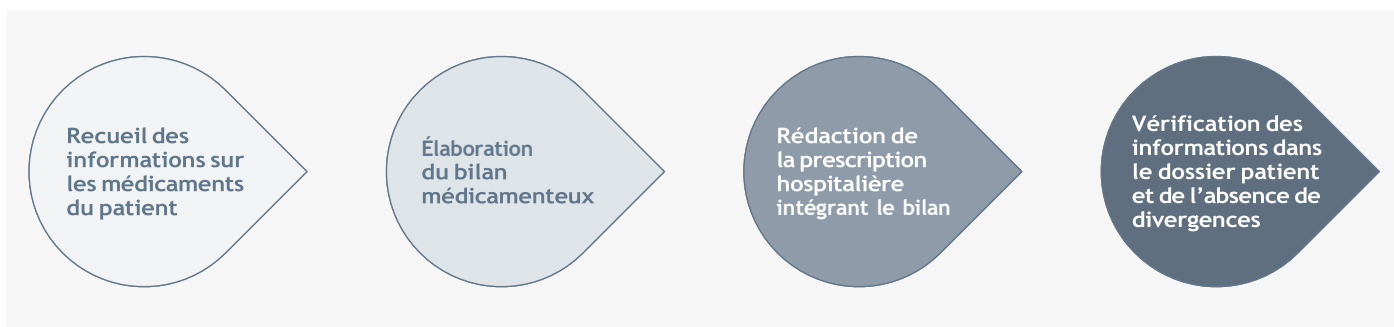 Recueil des
informations sur
les médicaments
du patient
Élaboration
du bilan
médicamenteux
Rédaction de
la prescription
hospitalière
intégrant le bilan
Vérification des
informations dans
le dossier patient
et de l’absence de
divergences